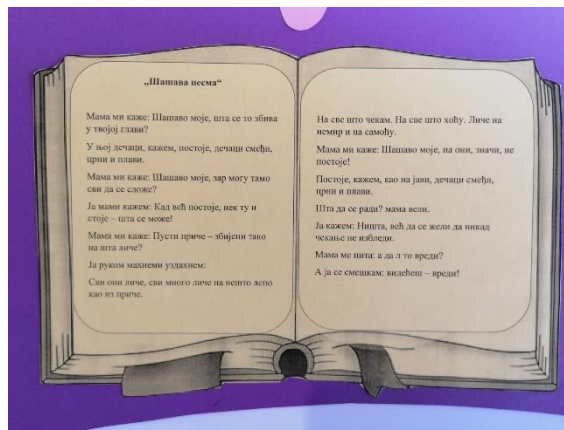 „Шашава песма“
Мама ми каже: Шашаво моје, шта се то збива
у твојој глави?
У њој дечаци, кажем, постоје, дечаци смеђи,
црни и плави.
Мама ми каже: Шашаво моје, зар могу тамо
сви да се сложе?
Ја мами кажем: Кад већ постоје, нек ту и
стоје – шта се може!
Мама ми каже: Пусти приче – збијени тако
на шта личе?
Ја руком махнеми уздахнем:
Сви они личе, сви много личе на нешто лепо
као из приче.
На све што чекам. На све што хоћу. Личе на
немир и на самоћу.
Мама ми каже: Шашаво моје, па они, значи, не
постоје!
Постоје, кажем, као на јави, дечаци смеђи,
црни и плави.
Шта да се ради? мама вели.
Ја кажем: Ништа, већ да се жели да никад
чекање не избледи.
Мама ме пита: а да л то вреди?
А ја се смешкам: видећеш – вреди!